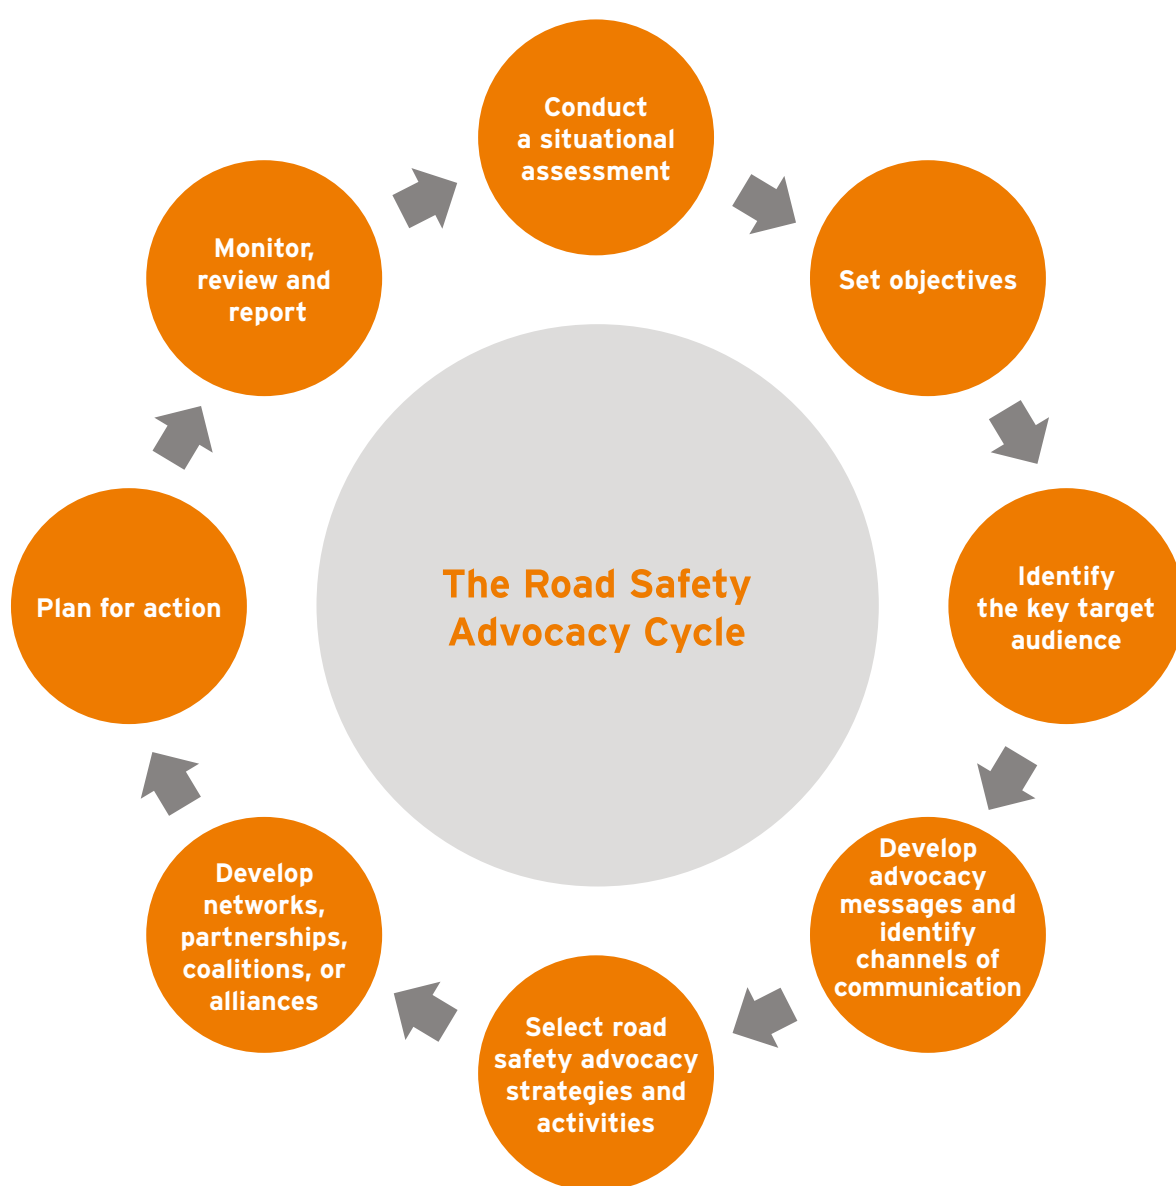 Conduct
a situational
assessment
Set objectives
Identify
the key target
audience
Develop
advocacy
messages and
identify
channels of
communication
Select road
safety advocacy
strategies and
activities
Develop
networks,
partnerships,
coalitions, or
alliances
Plan for action
Monitor,
review and
report
The Road Safety
Advocacy Cycle